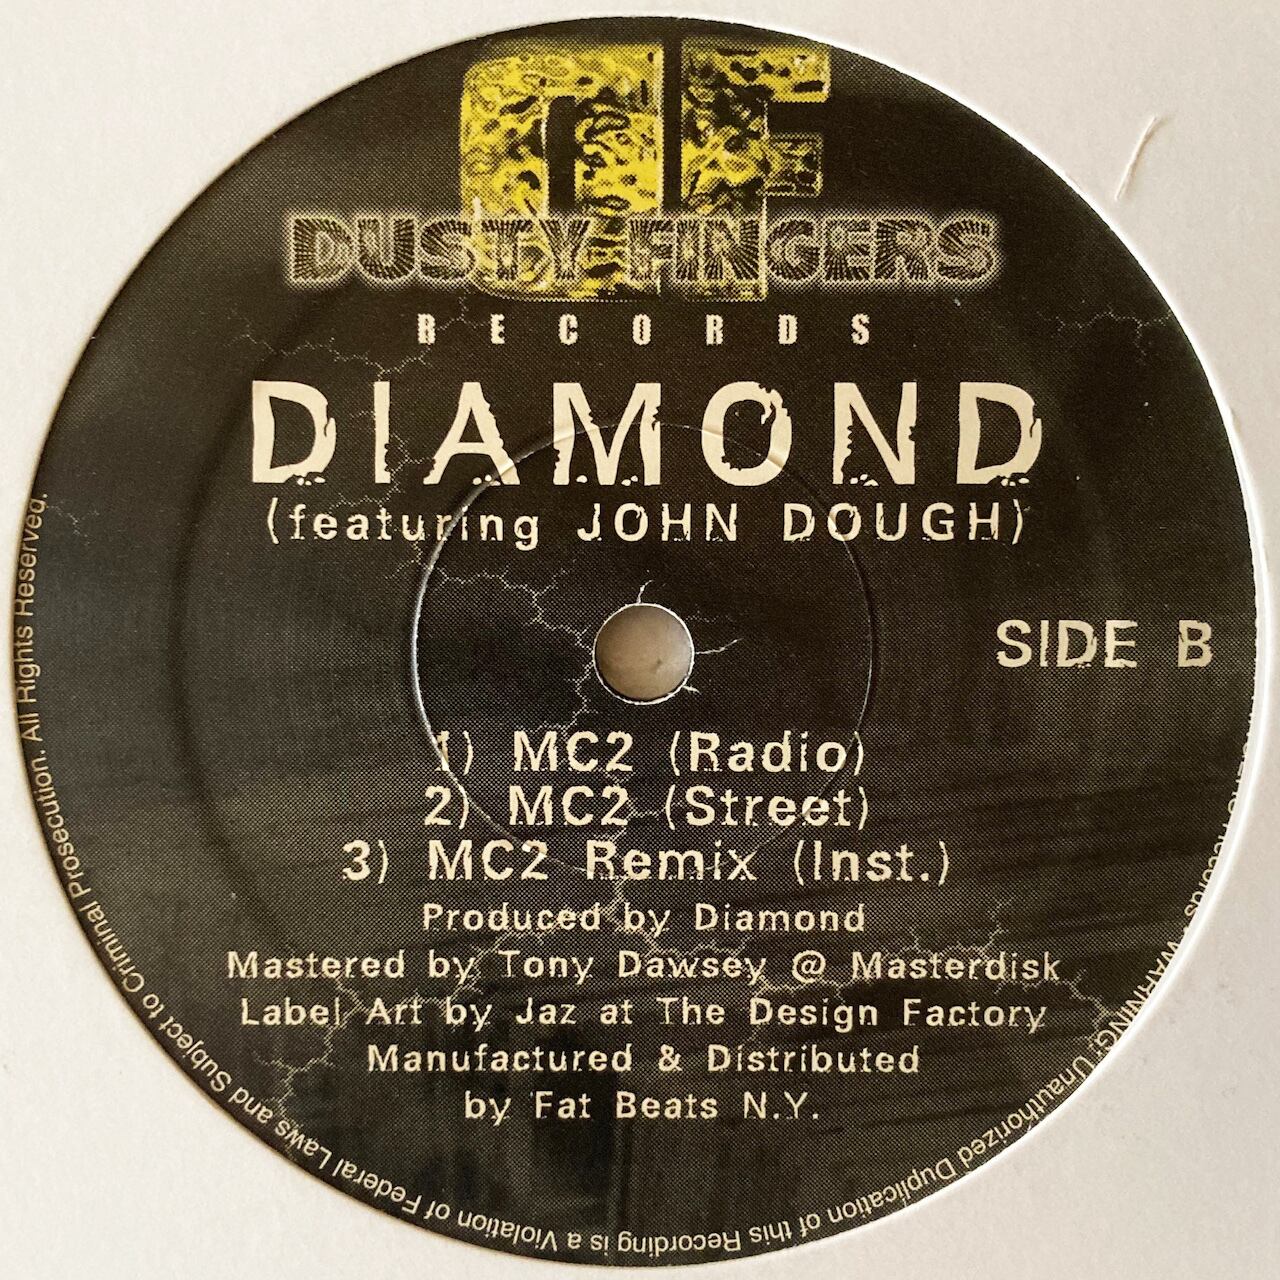 DF
DUSTY FINGERS
RECORDS
DIAMOND
(featuring JOHN DOUGH)
SIDE B
1) MC2 (Radio)
2) MC2 (Street)
3) MC2 Remix (Inst.)
Produced by Diamond
Mastered by Tony Dawsey @ Masterdisk
Label Art by Jaz at The Design Factory
Manufactured & Distributed
by Fat Beats N.Y.
Records WARNING: Unauthorized Duplication of this Recording is a Violation of Federal Laws and Subject to Criminal Prosecution. All Rights Reserved.